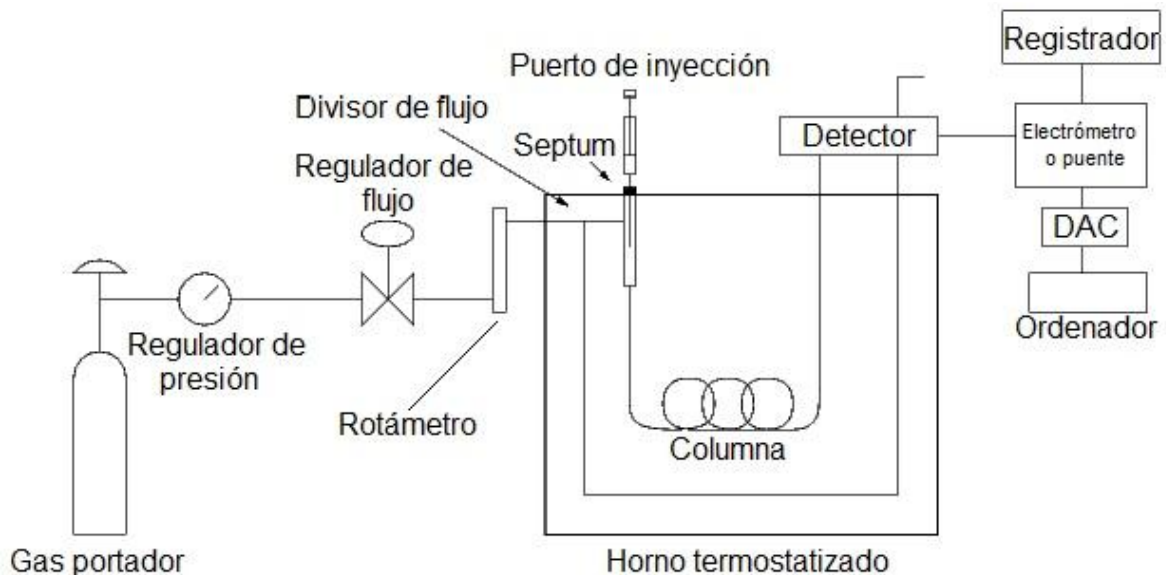 Registrador
Puerto de inyección
Divisor de flujo
Detector
Electrómetro
o puente
Septum
Regulador de
flujo
DAC
Ordenador
Regulador de
presión
Rotámetro
Columna
Gas portador
Horno termostatizado